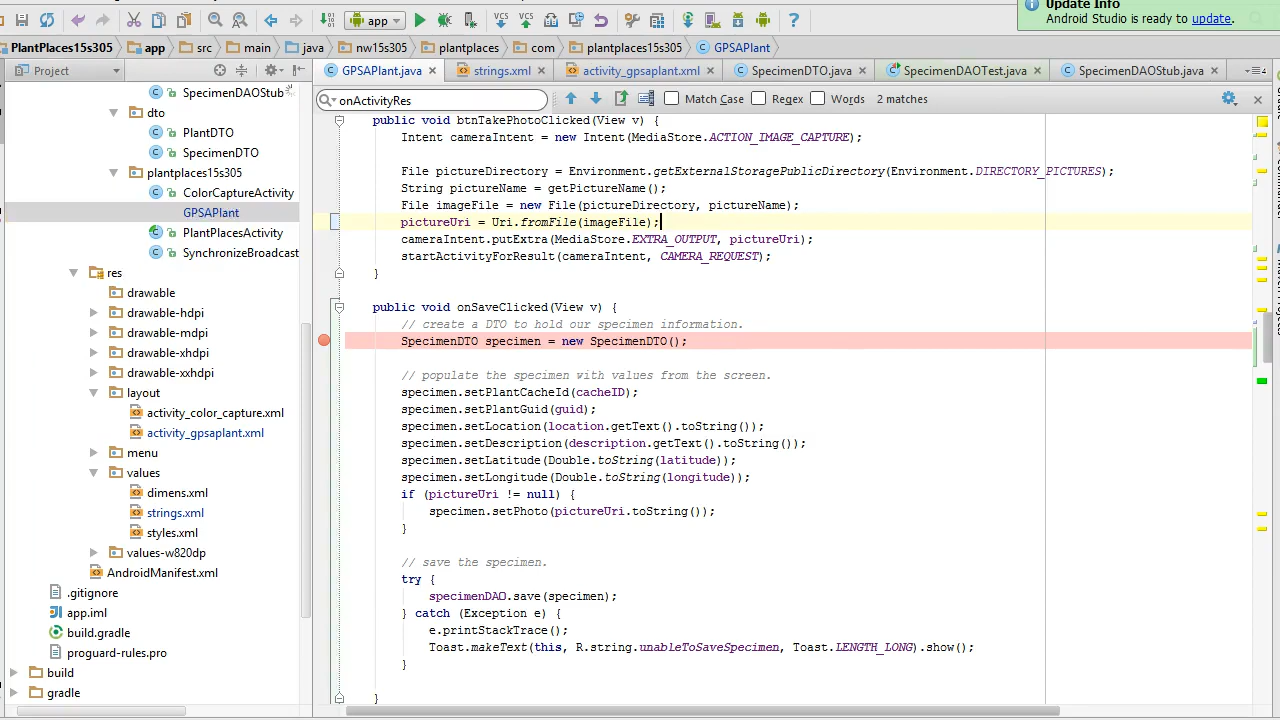 Update Info
Android Studio is ready to update.
app
PlantPlaces15s305 app src main java nw15s305 plantplaces com plantplaces15s305 GPSAPlant
Project
GPSAPlant.java strings.xml activity_gpsaplant.xml SpecimenDTO.java SpecimenDAOTest.java SpecimenDAOStub.java
onActivityRes Match Case Regex Words 2 matches
SpecimenDAOStub
dto
PlantDTO
SpecimenDTO
plantplaces15s305
ColorCaptureActivity
GPSAPlant
PlantPlacesActivity
SynchronizeBroadcast
res
drawable
drawable-hdpi
drawable-mdpi
drawable-xhdpi
drawable-xxhdpi
layout
activity_color_capture.xml
activity_gpsaplant.xml
menu
values
dimens.xml
strings.xml
styles.xml
values-w820dp
AndroidManifest.xml
.gitignore
app.iml
build.gradle
proguard-rules.pro
build
gradle
public void btnTakePhotoClicked(View v) {
Intent cameraIntent = new Intent(MediaStore.ACTION_IMAGE_CAPTURE);
File pictureDirectory = Environment.getExternalStoragePublicDirectory(Environment.DIRECTORY_PICTURES);
String pictureName = getPictureName();
File imageFile = new File(pictureDirectory, pictureName);
pictureUri = Uri.fromFile(imageFile);
cameraIntent.putExtra(MediaStore.EXTRA_OUTPUT, pictureUri);
startActivityForResult(cameraIntent, CAMERA_REQUEST);
}
public void onSaveClicked(View v) {
// create a DTO to hold our specimen information.
SpecimenDTO specimen = new SpecimenDTO();
// populate the specimen with values from the screen.
specimen.setPlantCacheId(cacheID);
specimen.setPlantGuid(guid);
specimen.setLocation(location.getText().toString());
specimen.setDescription(description.getText().toString());
specimen.setLatitude(Double.toString(latitude));
specimen.setLongitude(Double.toString(longitude));
if (pictureUri != null) {
specimen.setPhoto(pictureUri.toString());
}
// save the specimen.
try {
specimenDAO.save(specimen);
} catch (Exception e) {
e.printStackTrace();
Toast.makeText(this, R.string.unableToSaveSpecimen, Toast.LENGTH_LONG).show();
}
}